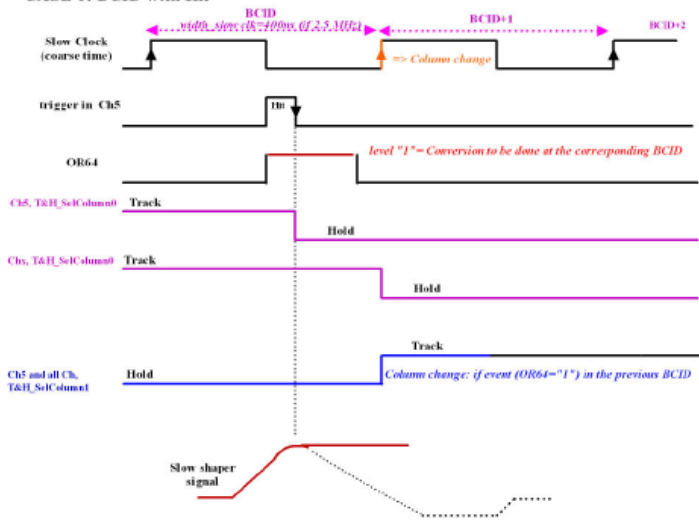 BCID
BCID+1
BCID+2
width_slow clk=400ns (if 2.5 MHz)
Slow Clock
(coarse time)
=> Column change
trigger in Ch5
Hit
OR64
level "1"= Conversion to be done at the corresponding BCID
Ch5, T&H_SelColumn0
Track
Hold
Chx, T&H_SelColumn0
Track
Hold
Track
Ch5 and all Ch,
T&H_SelColumn1
Hold
Column change: if event (OR64="1") in the previous BCID
Slow shaper
signal